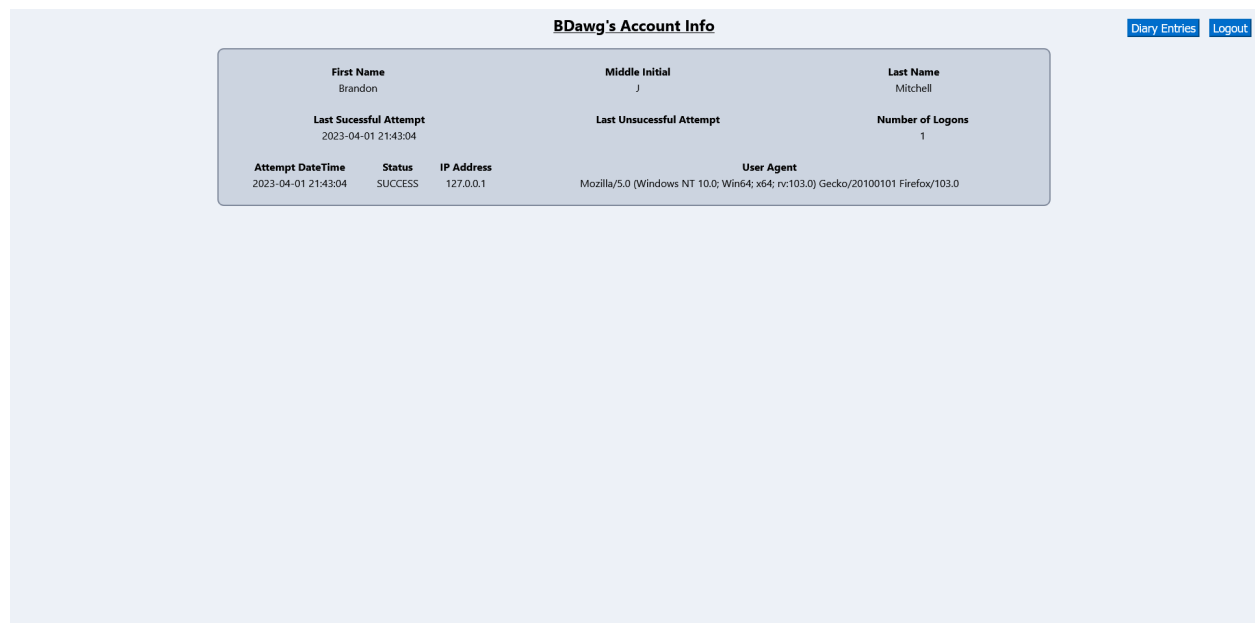 BDawg's Account Info
Diary Entries Logout
First Name Middle Initial Last Name
Brandon J Mitchell
Last Sucessful Attempt Last Unsucessful Attempt Number of Logons
2023-04-01 21:43:04 1
Attempt DateTime Status IP Address User Agent
2023-04-01 21:43:04 SUCCESS 127.0.0.1 Mozilla/5.0 (Windows NT 10.0; Win64; x64; rv:103.0) Gecko/20100101 Firefox/103.0